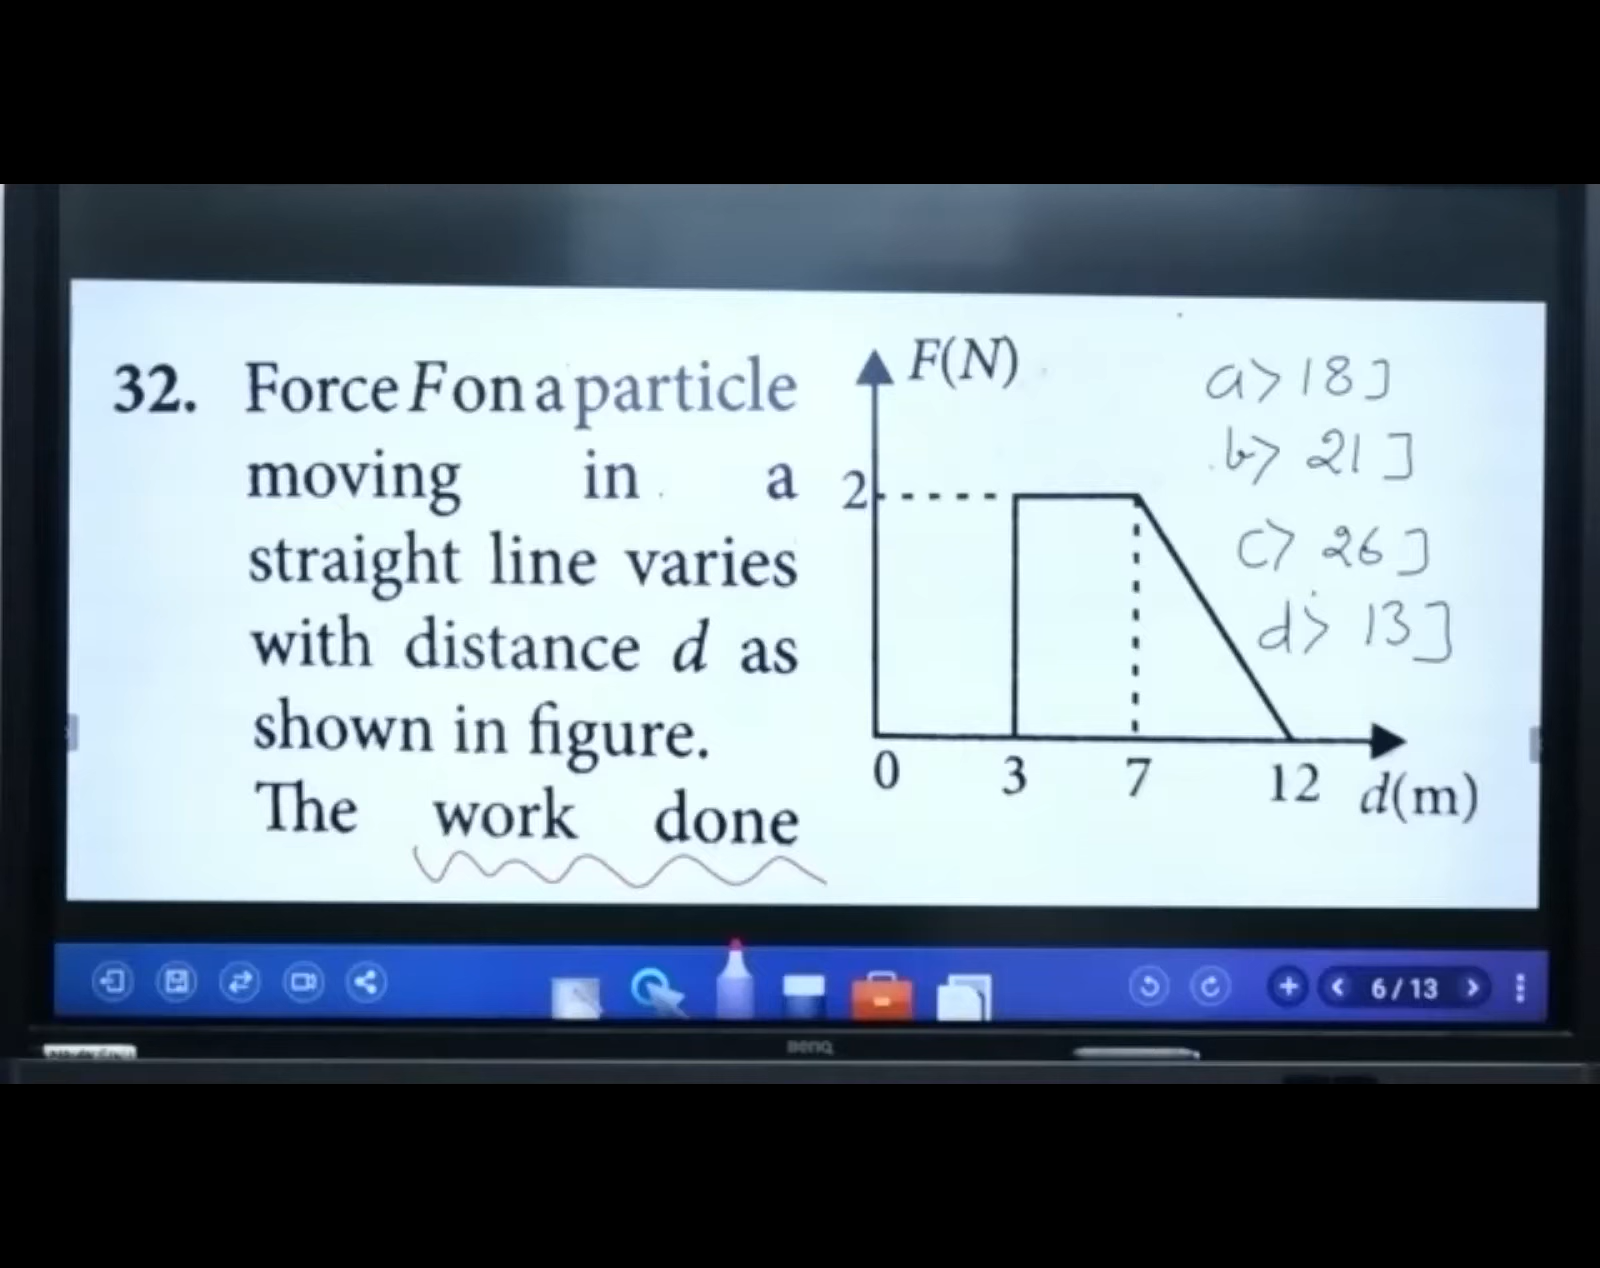 32. Force F on a particle
moving in a
straight line varies
with distance d as
shown in figure.
The work done
F(N)
2
0 3 7 12 d(m)
a> 18 J
b> 21 J
c> 26 J
d> 13 J
6/13
BenQ